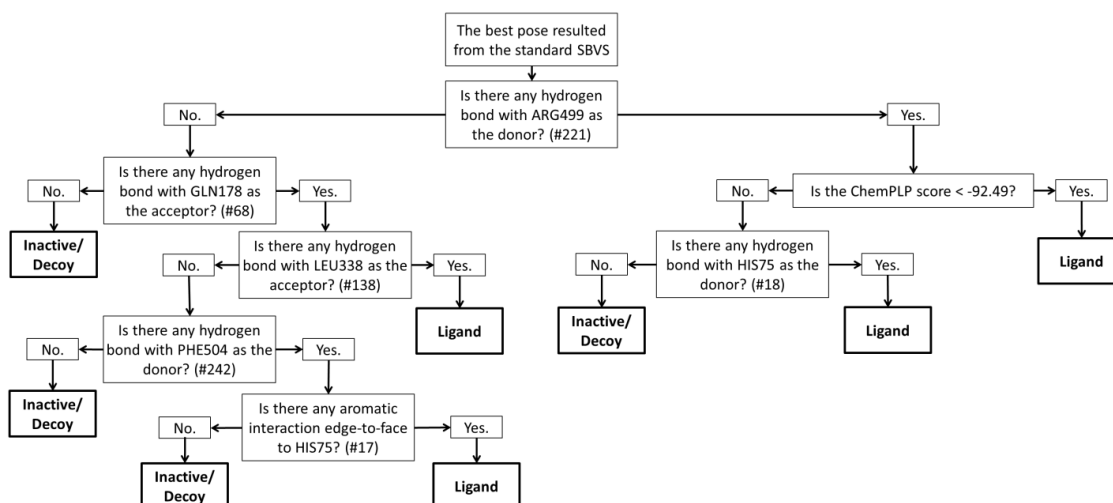 The best pose resulted
from the standard SBVS
Is there any hydrogen
bond with ARG499 as
the donor? (#221)
No.
Yes.
Is there any hydrogen
bond with GLN178 as
the acceptor? (#68)
No.
Yes.
Is the ChemPLP score < -92.49?
No.
Yes.
Inactive/
Decoy
Is there any hydrogen
bond with LEU338 as the
acceptor? (#138)
No.
Yes.
Is there any hydrogen
bond with HIS75 as the
donor? (#18)
No.
Yes.
Ligand
Is there any hydrogen
bond with PHE504 as the
donor? (#242)
No.
Yes.
Ligand
Inactive/
Decoy
Ligand
Inactive/
Decoy
Is there any aromatic
interaction edge-to-face
to HIS75? (#17)
No.
Yes.
Inactive/
Decoy
Ligand